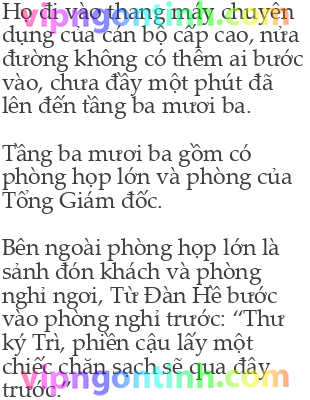 Họ đi vào thang máy chuyên
dụng của cán bộ cấp cao, nửa
đường không có thêm ai bước
vào, chưa đầy một phút đã
lên đến tầng ba mươi ba.
Tầng ba mươi ba gồm có
phòng họp lớn và phòng của
Tổng Giám đốc.
Bên ngoài phòng họp lớn là
sảnh đón khách và phòng
nghỉ ngơi, Từ Đàn Hề bước
vào phòng nghỉ trước: “Thư
ký Trì, phiền cậu lấy một
chiếc chăn sạch sẽ qua đây
trước.”
vipngontinh.com
vipngontinh.com